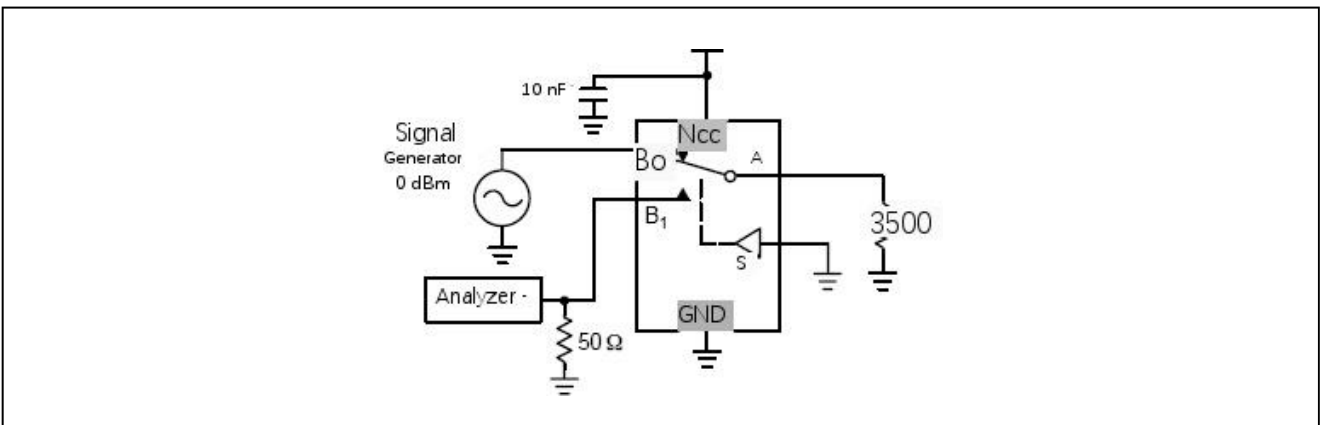 10 nF
Signal
Generator
0 dBm
Ncc
Bo
A
B₁
S
3500
Analyzer -
50 Ω
GND